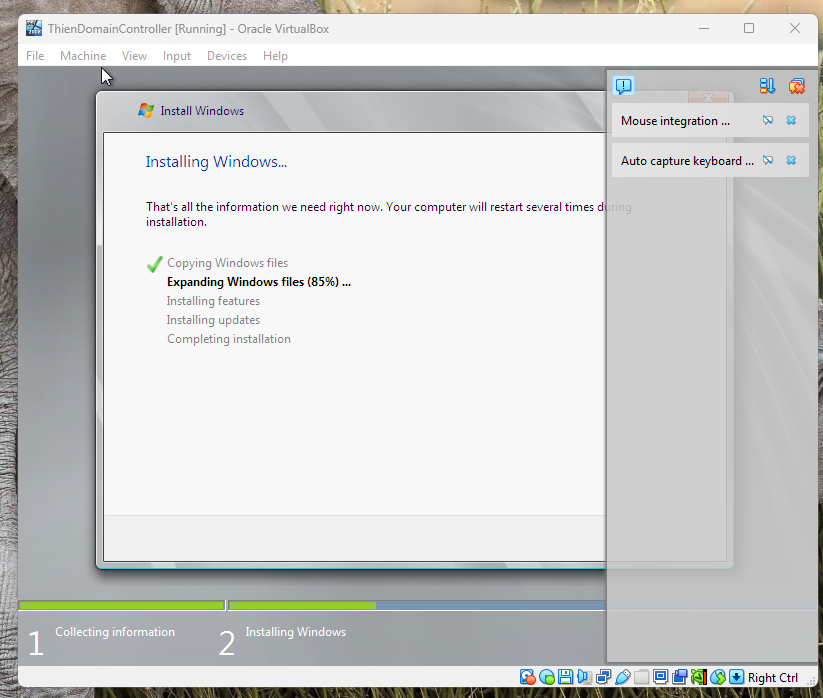 ThienDomainController [Running] - Oracle VirtualBox
File Machine View Input Devices Help
Install Windows
Mouse integration ...
Auto capture keyboard ...
Installing Windows...
That's all the information we need right now. Your computer will restart several times during
installation.
Copying Windows files
Expanding Windows files (85%) ...
Installing features
Installing updates
Completing installation
1 Collecting information
2 Installing Windows
Right Ctrl